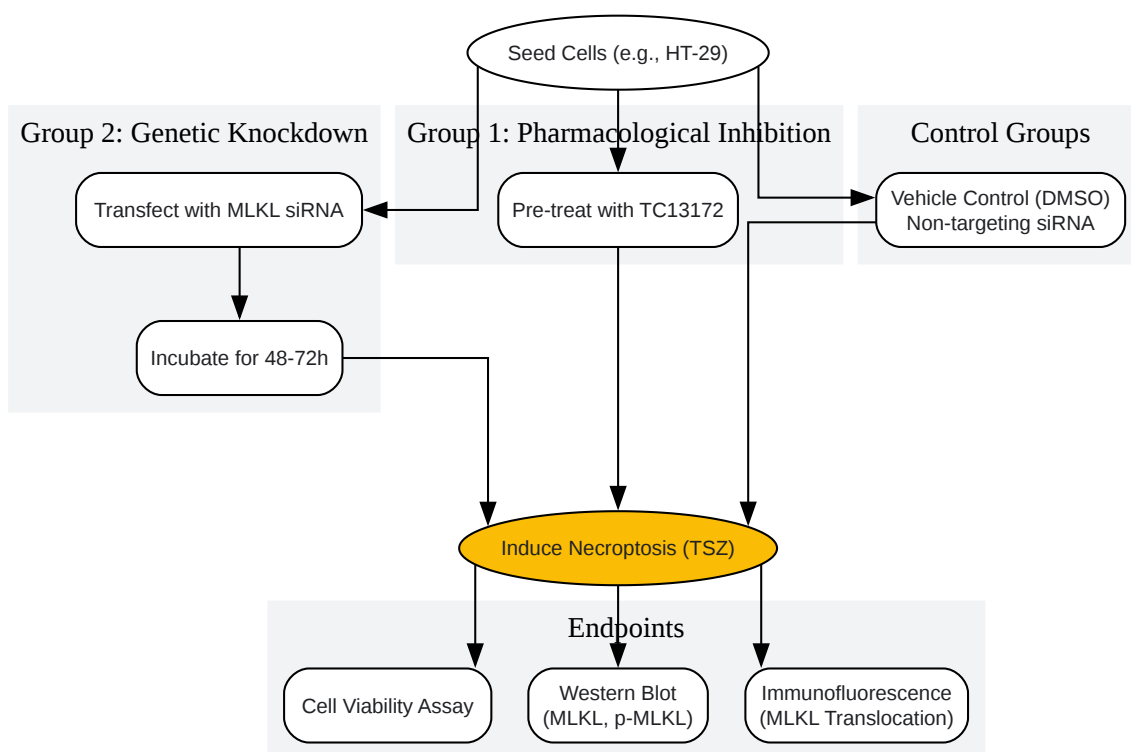 Seed Cells (e.g., HT-29)
Group 2: Genetic Knockdown
Group 1: Pharmacological Inhibition
Control Groups
Transfect with MLKL siRNA
Pre-treat with TC13172
Vehicle Control (DMSO)
Non-targeting siRNA
Incubate for 48-72h
Induce Necroptosis (TSZ)
Endpoints
Cell Viability Assay
Western Blot
(MLKL, p-MLKL)
Immunofluorescence
(MLKL Translocation)